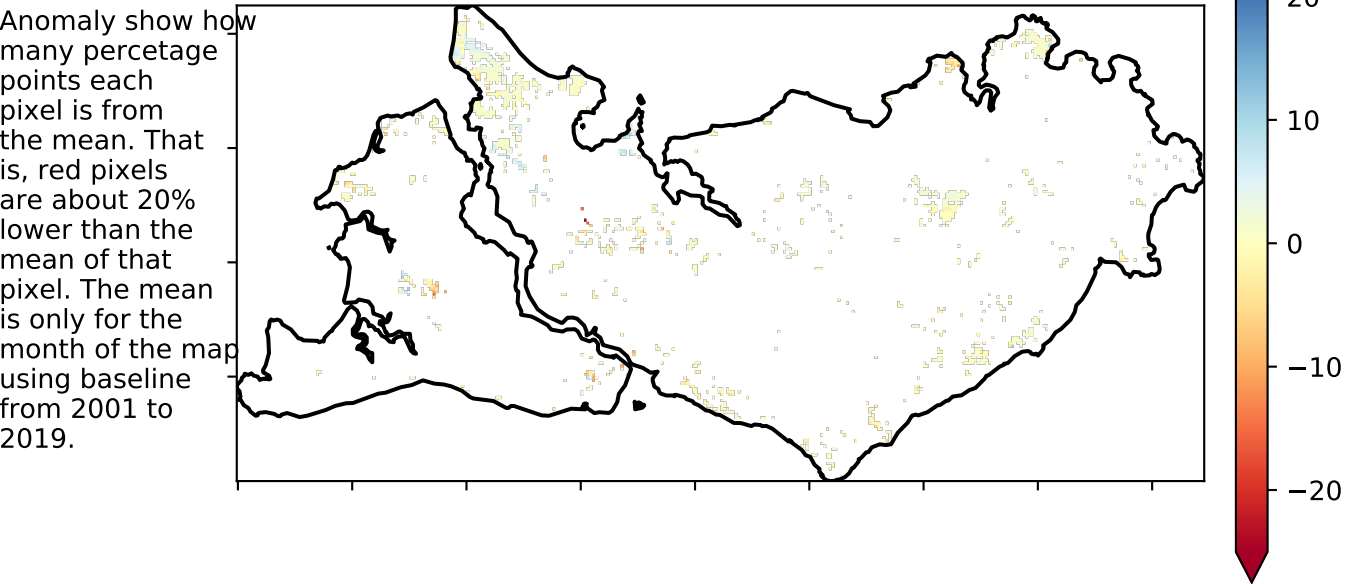 Anomaly show how
many percetage
points each
pixel is from
the mean. That
is, red pixels
are about 20%
lower than the
mean of that
pixel. The mean
is only for the
month of the map
using baseline
from 2001 to
2019.
20
10
0
−10
−20